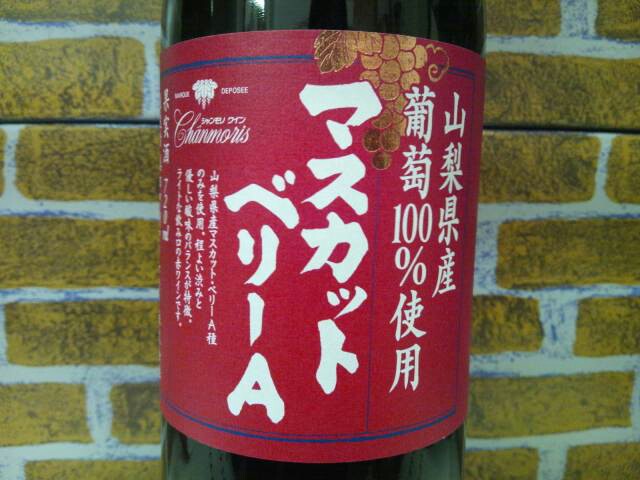 山梨県産
葡萄100%使用
マスカット
ベリーA
MARQUE DEPOSEE
シャンモリ ワイン
Chanmoris
山梨県産マスカット・ベリーA種
のみを使用。程よい渋みと
優しい酸味のバランスが特徴。
ライトな飲み口の赤ワインです。
果実酒 720ml